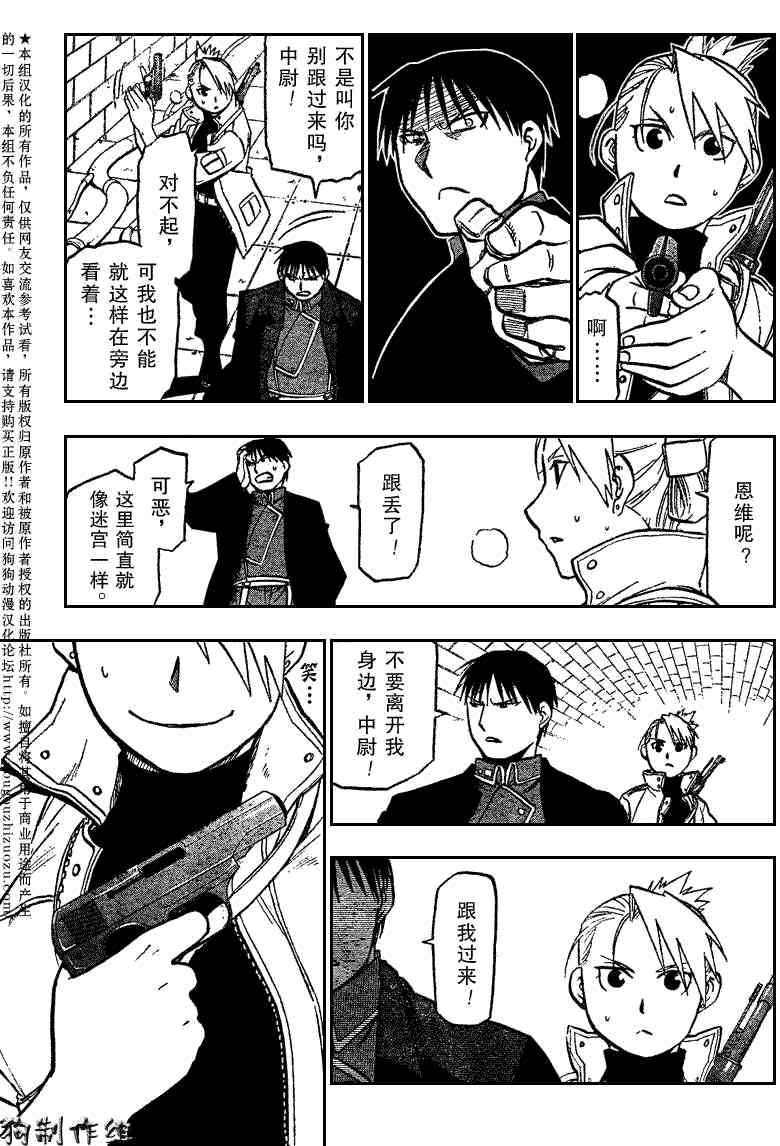 啊……
不是叫你
别跟过来吗，
中尉！
对不起，
可我也不能
就这样在旁边
看着…
恩维呢？
跟丢了！
可恶，
这里简直就
像迷宫一样。
不要离开我
身边，中尉！
跟我过来！
笑…
★本组汉化的所有作品，仅供网友交流参考试看，所有版权归原作者和被原作者授权的出版社所有。如擅自将其用于商业用途而产生
的一切后果，本组不负任何责任。如喜欢本作品，请支持购买正版!!欢迎访问狗狗动漫汉化论坛http://www.gougouzhizuozu.com
狗制作组